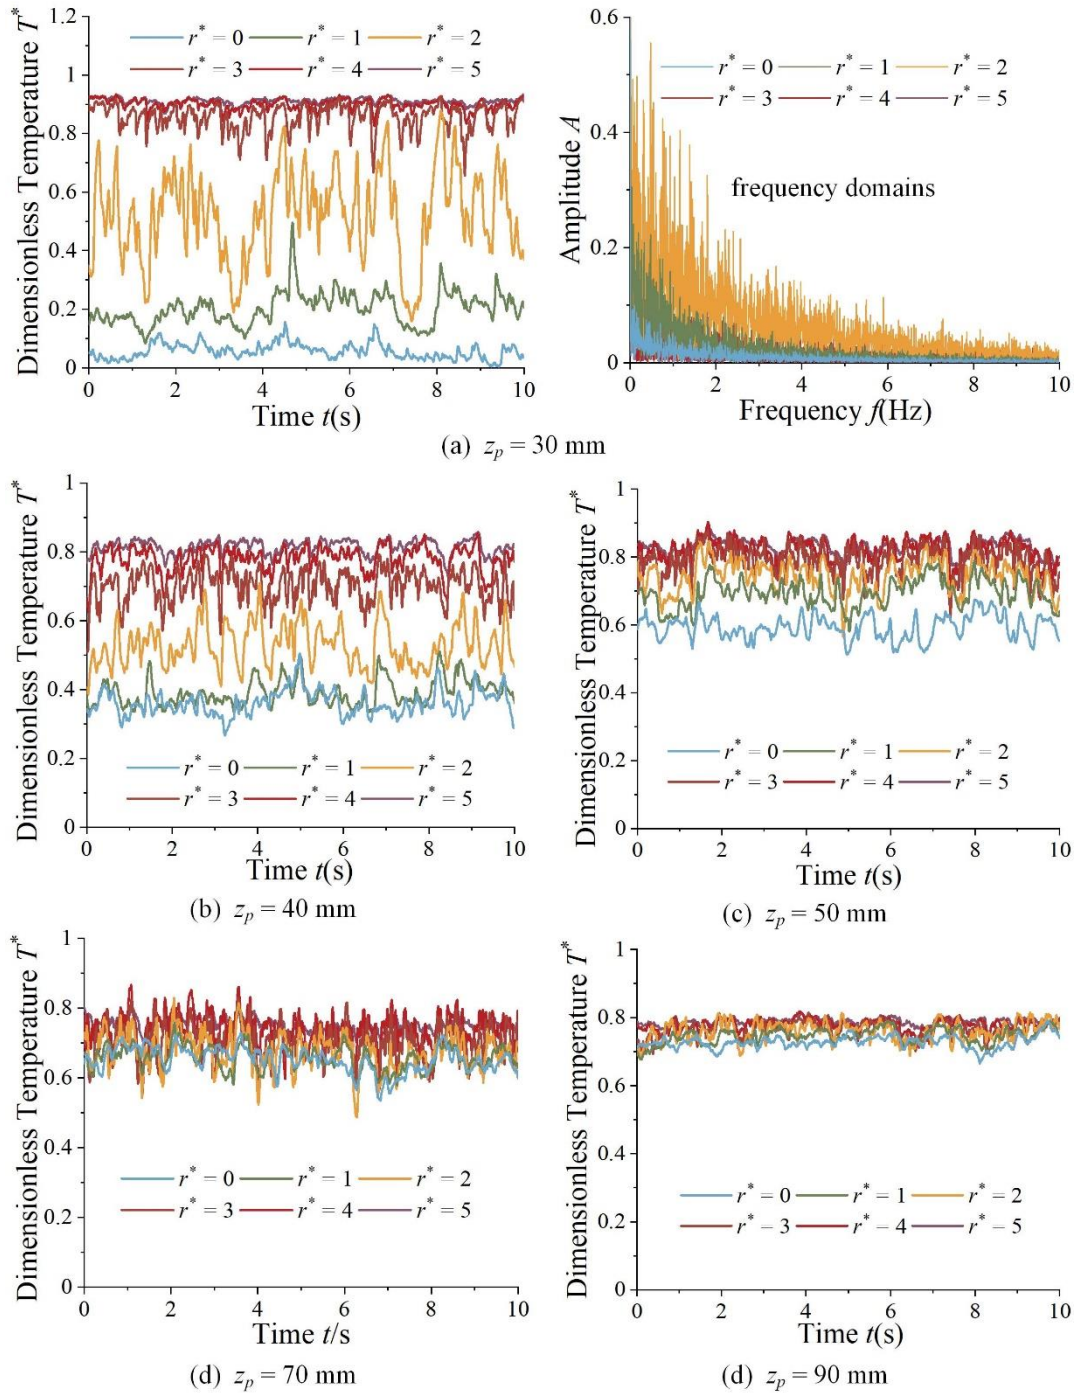 Dimensionless Temperature T*
1.2
1
0.8
0.6
0.4
0.2
0
r* = 0 r* = 1 r* = 2
r* = 3 r* = 4 r* = 5
0 2 4 6 8 10
Time t(s)
Amplitude A
0.6
0.4
0.2
0
r* = 0 r* = 1 r* = 2
r* = 3 r* = 4 r* = 5
frequency domains
0 2 4 6 8 10
Frequency f(Hz)
(a) zp = 30 mm
Dimensionless Temperature T*
1
0.8
0.6
0.4
0.2
0
r* = 0 r* = 1 r* = 2
r* = 3 r* = 4 r* = 5
0 2 4 6 8 10
Time t(s)
(b) zp = 40 mm
Dimensionless Temperature T*
1
0.8
0.6
0.4
0.2
0
r* = 0 r* = 1 r* = 2
r* = 3 r* = 4 r* = 5
0 2 4 6 8 10
Time t(s)
(c) zp = 50 mm
Dimensionless Temperature T*
1
0.8
0.6
0.4
0.2
0
r* = 0 r* = 1 r* = 2
r* = 3 r* = 4 r* = 5
0 2 4 6 8 10
Time t/s
(d) zp = 70 mm
Dimensionless Temperature T*
1
0.8
0.6
0.4
0.2
0
r* = 0 r* = 1 r* = 2
r* = 3 r* = 4 r* = 5
0 2 4 6 8 10
Time t(s)
(d) zp = 90 mm